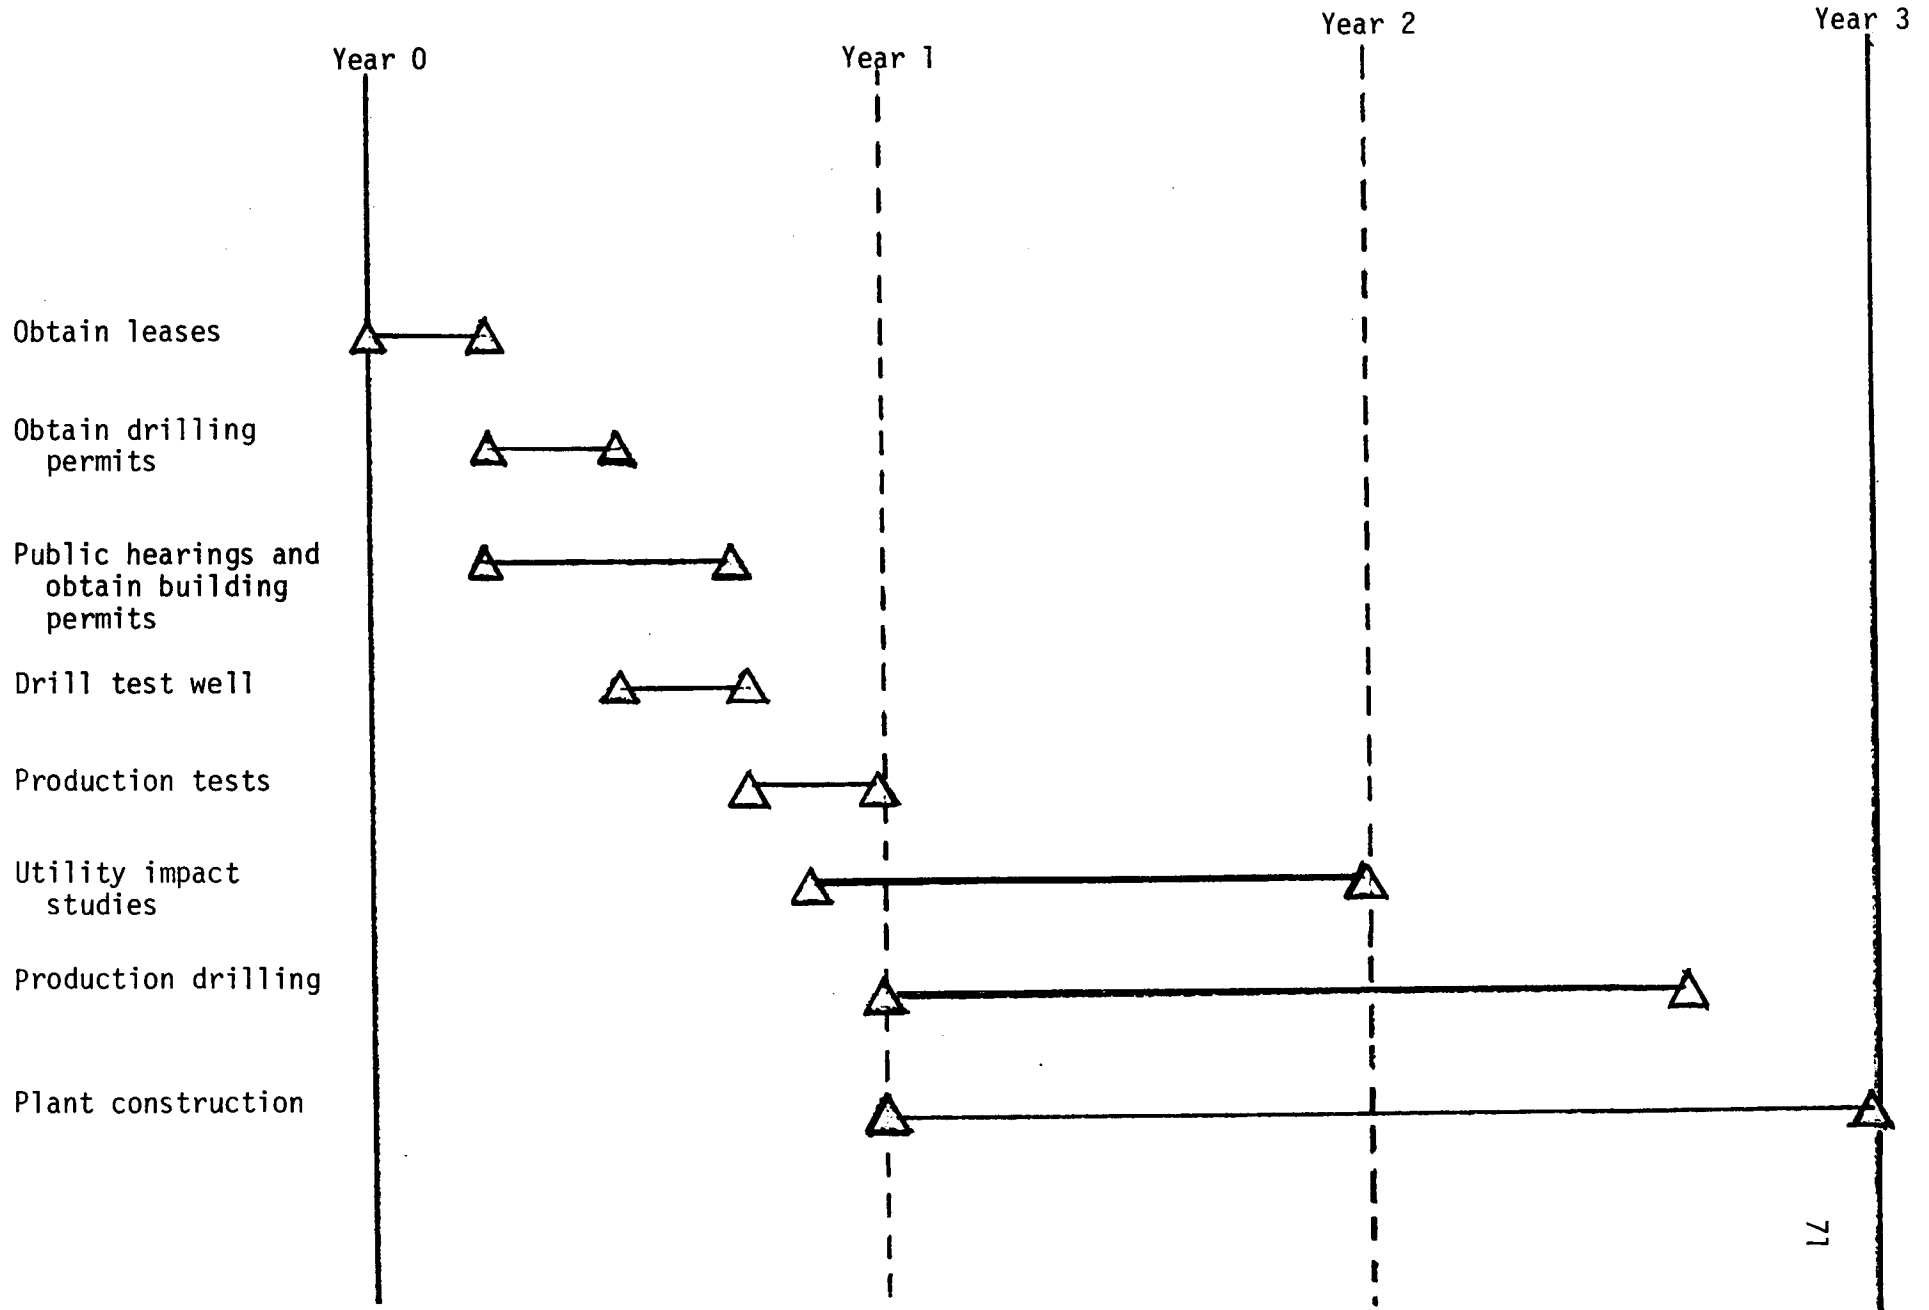 Year 0
Year 1
Year 2
Year 3
Obtain leases
Obtain drilling
permits
Public hearings and
obtain building
permits
Drill test well
Production tests
Utility impact
studies
Production drilling
Plant construction
71